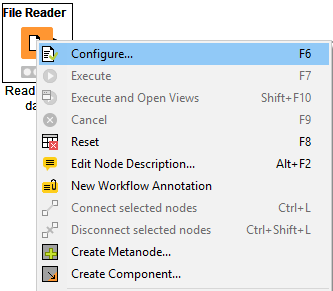 File Reader
Configure... F6
Execute F7
Execute and Open Views Shift+F10
Cancel F9
Reset F8
Edit Node Description... Alt+F2
New Workflow Annotation
Connect selected nodes Ctrl+L
Disconnect selected nodes Ctrl+Shift+L
Create Metanode...
Create Component...
Read
da